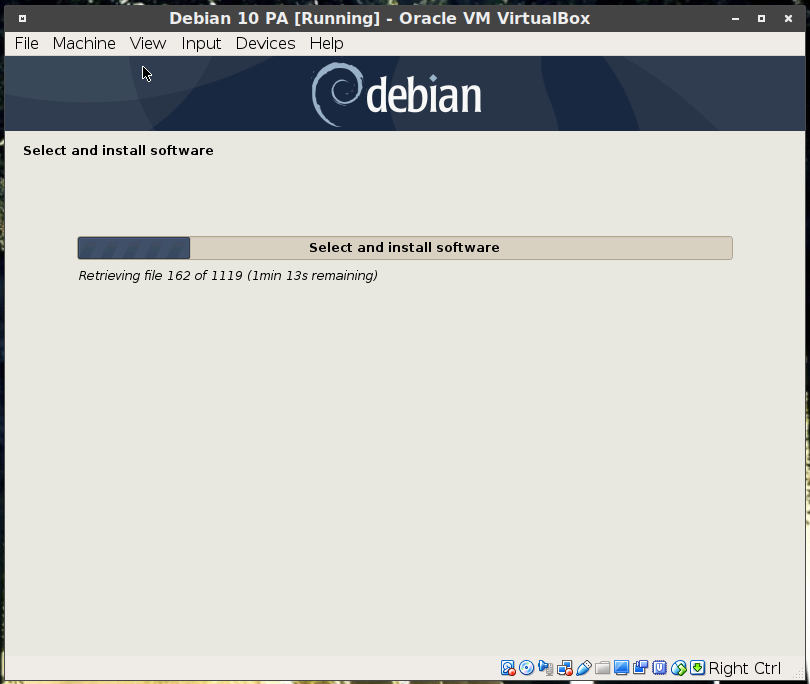 Debian 10 PA [Running] - Oracle VM VirtualBox
File Machine View Input Devices Help
debian
Select and install software
Select and install software
Retrieving file 162 of 1119 (1min 13s remaining)
Right Ctrl